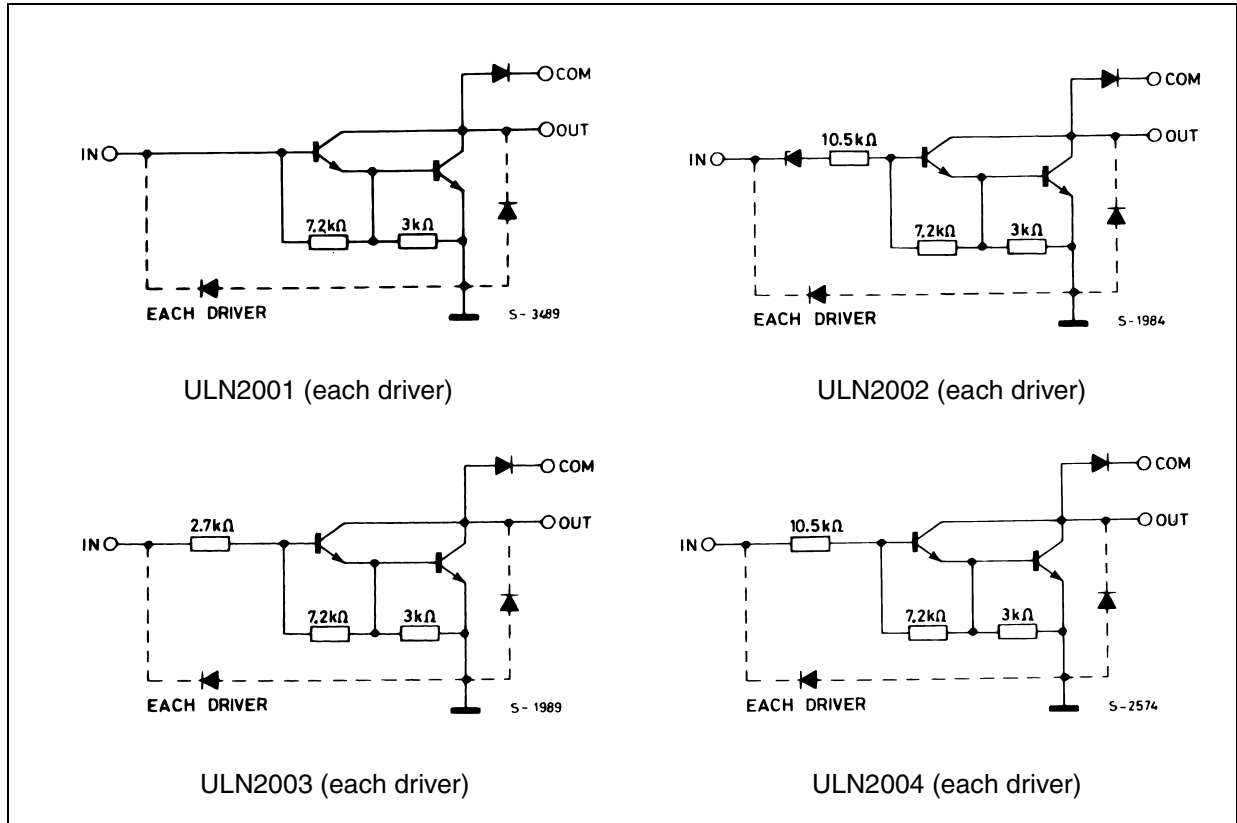 COM
OUT
IN
7.2kΩ
3kΩ
EACH DRIVER
S-3489
ULN2001 (each driver)
COM
OUT
10.5kΩ
IN
7.2kΩ
3kΩ
EACH DRIVER
S-1984
ULN2002 (each driver)
COM
OUT
2.7kΩ
IN
7.2kΩ
3kΩ
EACH DRIVER
S-1989
ULN2003 (each driver)
COM
OUT
10.5kΩ
IN
7.2kΩ
3kΩ
EACH DRIVER
S-2574
ULN2004 (each driver)